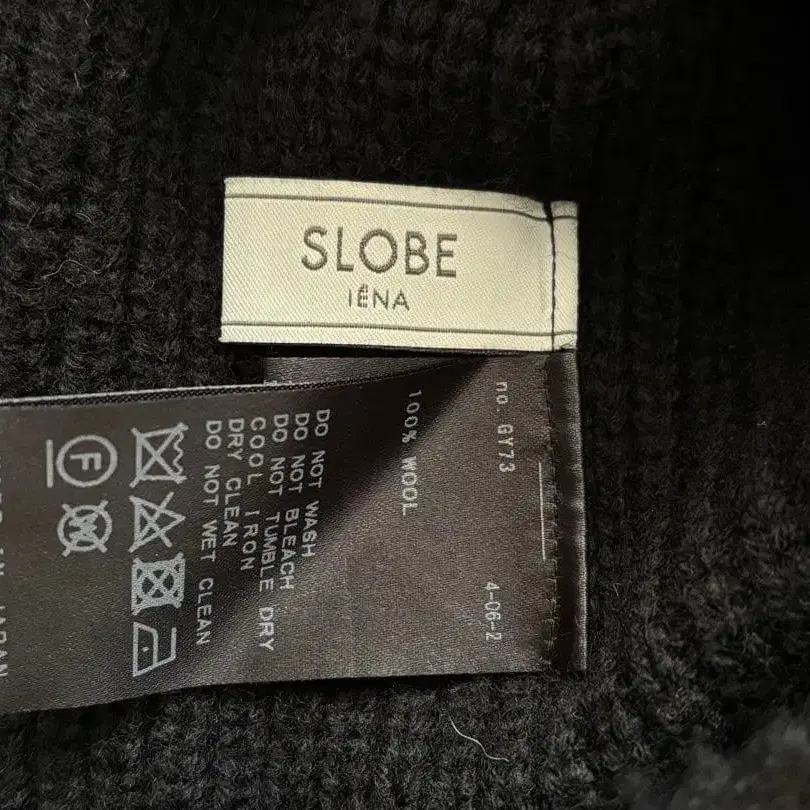 SLOBE
IÉNA
no. GY73
4-06-2
100% WOOL
DO NOT WASH
DO NOT BLEACH
DO NOT TUMBLE DRY
COOL IRON
DRY CLEAN
DO NOT WET CLEAN
F
W